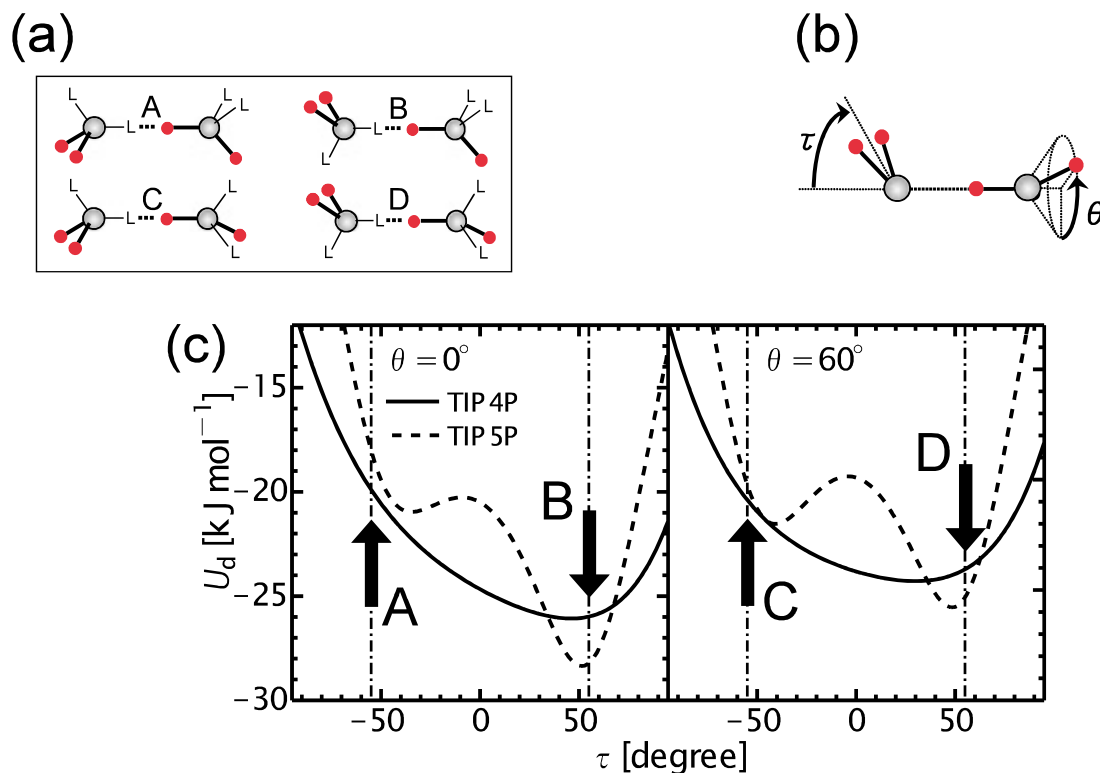 (a)
(b)
L A L L
L
L B L L
L
L C L
L
L D L
L
τ
θ
(c)
θ = 0°
θ = 60°
TIP 4P
TIP 5P
−15
−20
−25
−30
U_d [kJ mol⁻¹]
A
B
C
D
−50 0 50 −50 0 50
τ [degree]